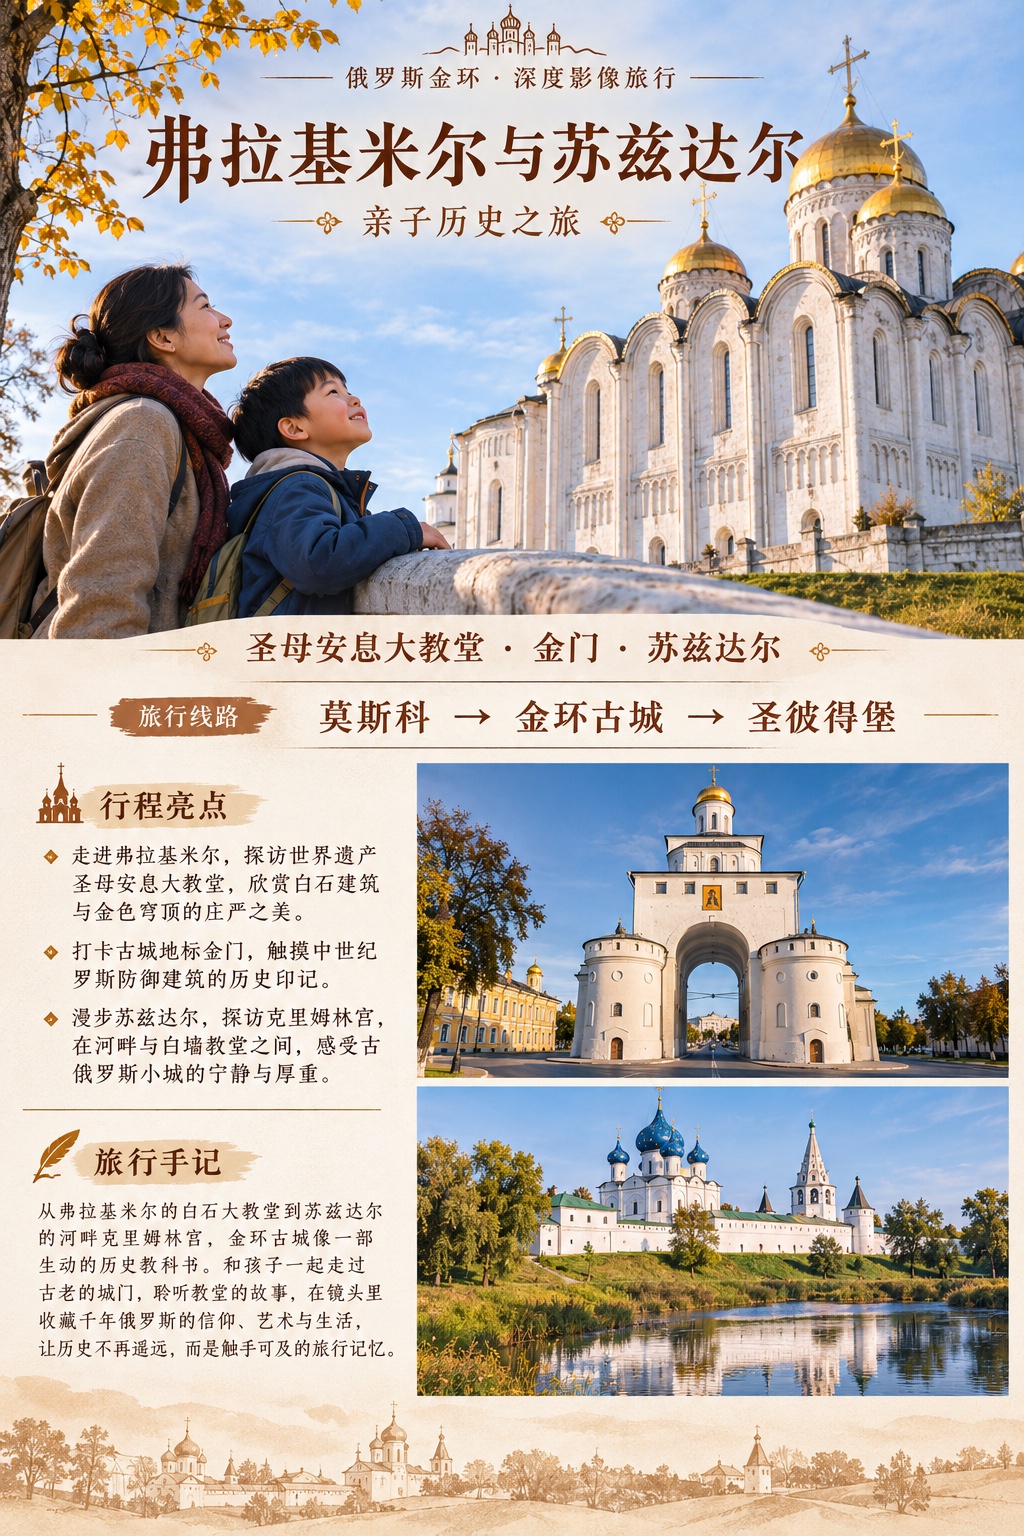 俄罗斯金环 · 深度影像旅行
弗拉基米尔与苏兹达尔
亲子历史之旅
圣母安息大教堂 · 金门 · 苏兹达尔
旅行线路
莫斯科 → 金环古城 → 圣彼得堡
行程亮点
走进弗拉基米尔，探访世界遗产
圣母安息大教堂，欣赏白石建筑
与金色穹顶的庄严之美。
打卡古城地标金门，触摸中世纪
罗斯防御建筑的历史印记。
漫步苏兹达尔，探访克里姆林宫，
在河畔与白墙教堂之间，感受古
俄罗斯小城的宁静与厚重。
旅行手记
从弗拉基米尔的白石大教堂到苏兹达尔
的河畔克里姆林宫，金环古城像一部
生动的历史教科书。和孩子一起走过
古老的城门，聆听教堂的故事，在镜头里
收藏千年俄罗斯的信仰、艺术与生活，
让历史不再遥远，而是触手可及的旅行记忆。